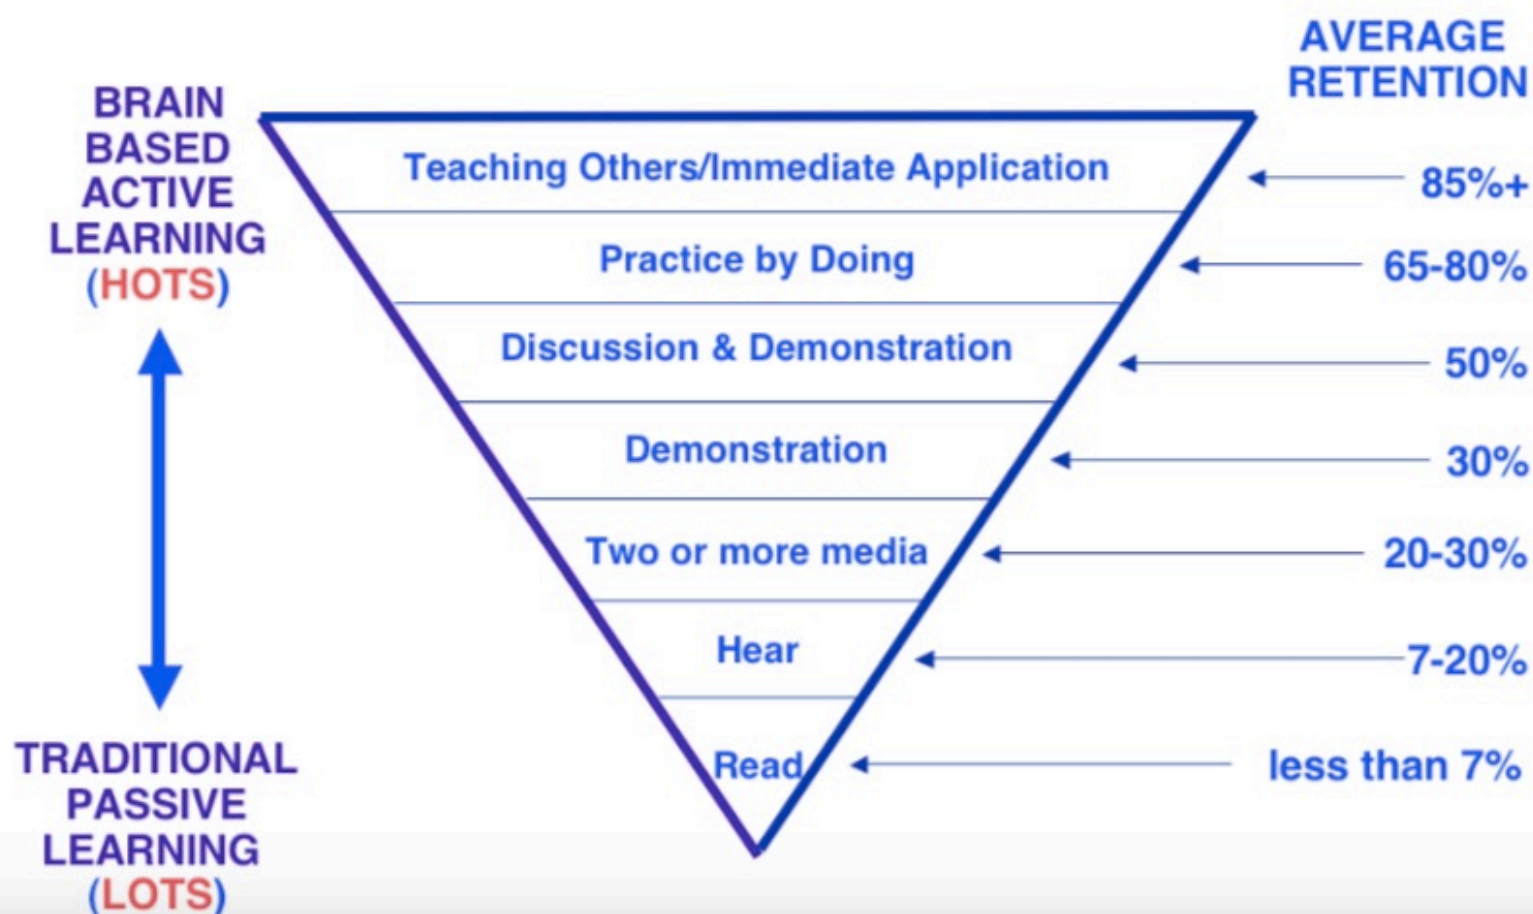 AVERAGE
RETENTION
BRAIN
BASED
ACTIVE
LEARNING
(HOTS)
Teaching Others/Immediate Application
85%+
Practice by Doing
65-80%
Discussion & Demonstration
50%
Demonstration
30%
Two or more media
20-30%
Hear
7-20%
Read
less than 7%
TRADITIONAL
PASSIVE
LEARNING
(LOTS)